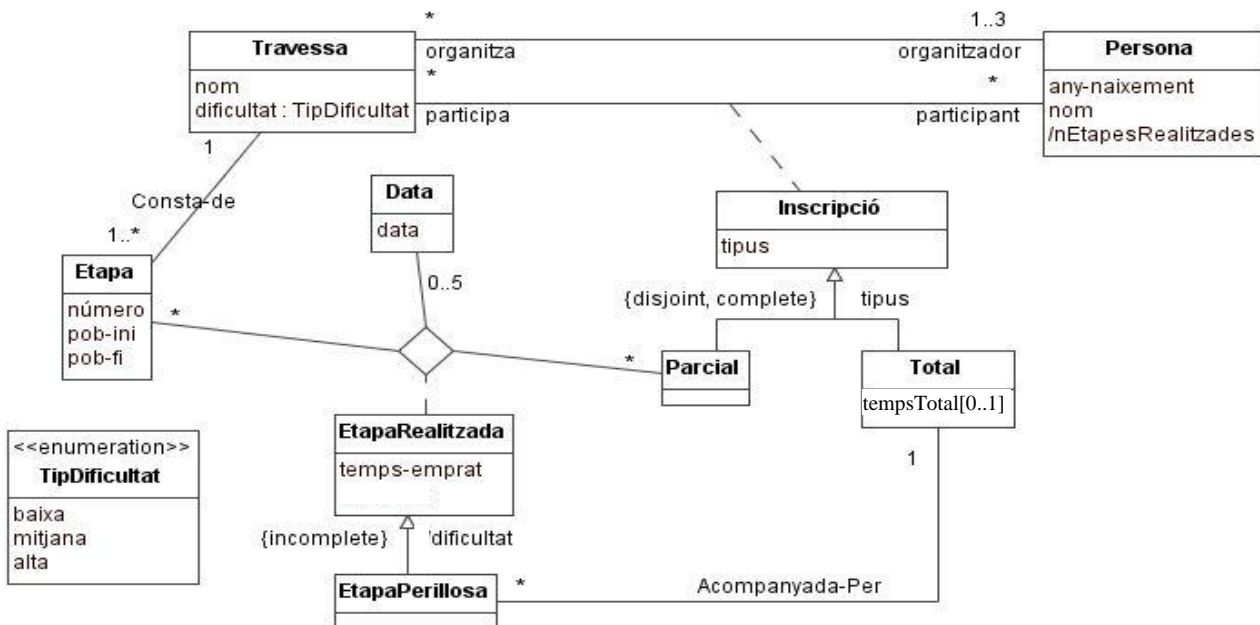 * 1..3
Travessa
organitza organitzador
Persona
nom
dificultat : TipDificultat
* *
participa participant
any-naixement
nom
/nEtapesRealitzades
1
Consta-de
1..*
Data
data
0..5
Inscripció
tipus
{disjoint, complete} tipus
Etapa
número
pob-ini
pob-fi
* *
Parcial
Total
tempsTotal[0..1]
1
EtapaRealitzada
temps-emprat
{incomplete} /dificultat
EtapaPerillosa
* Acompanyada-Per
<<enumeration>>
TipDificultat
baixa
mitjana
alta